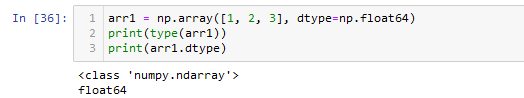 In [36]:
1 arr1 = np.array([1, 2, 3], dtype=np.float64)
2 print(type(arr1))
3 print(arr1.dtype)
<class 'numpy.ndarray'>
float64